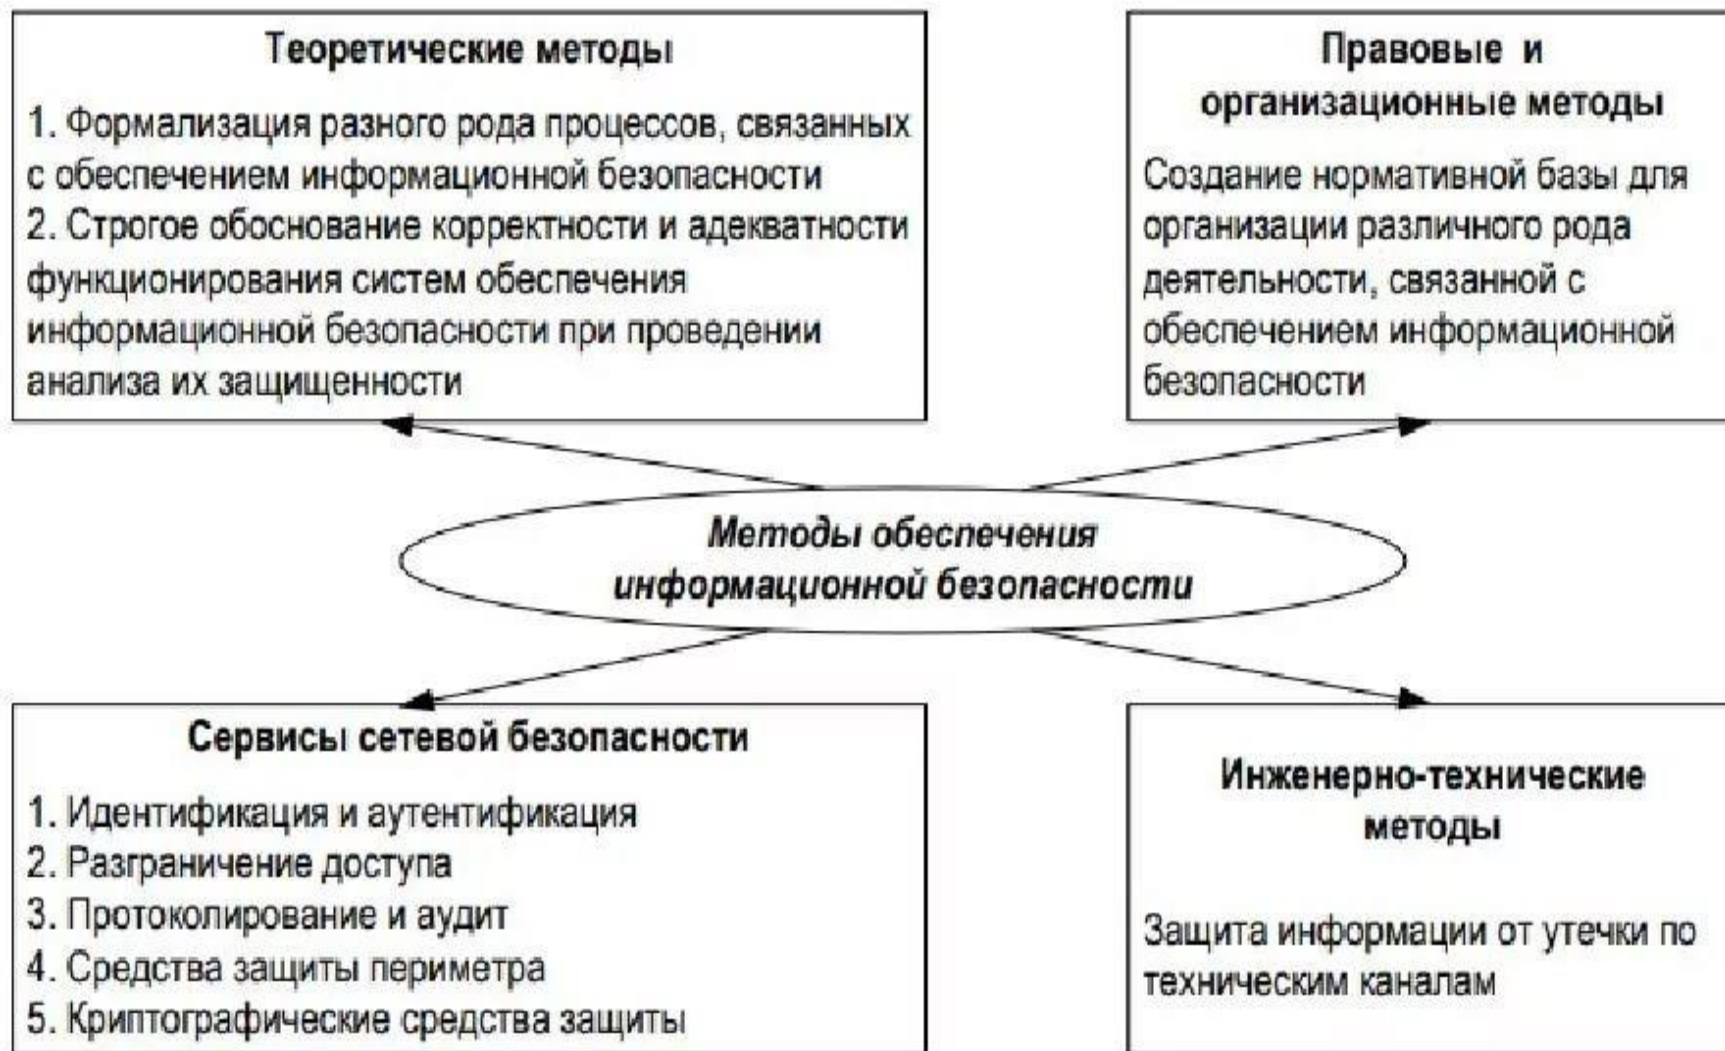 Теоретические методы
1. Формализация разного рода процессов, связанных
с обеспечением информационной безопасности
2. Строгое обоснование корректности и адекватности
функционирования систем обеспечения
информационной безопасности при проведении
анализа их защищенности
Правовые и
организационные методы
Создание нормативной базы для
организации различного рода
деятельности, связанной с
обеспечением информационной
безопасности
Методы обеспечения
информационной безопасности
Сервисы сетевой безопасности
1. Идентификация и аутентификация
2. Разграничение доступа
3. Протоколирование и аудит
4. Средства защиты периметра
5. Криптографические средства защиты
Инженерно-технические
методы
Защита информации от утечки по
техническим каналам